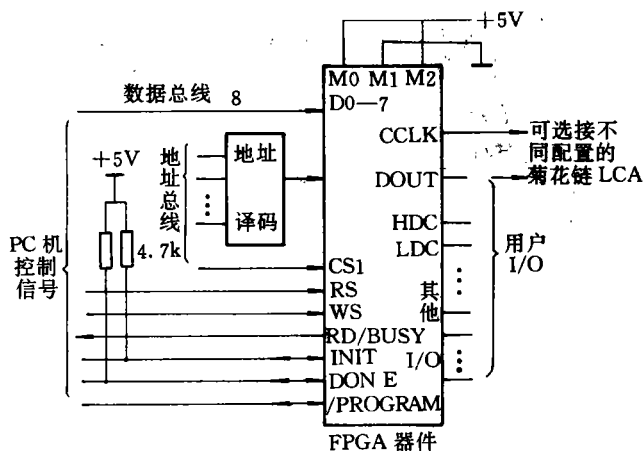 +5V
M0 M1 M2
数据总线 8
D0—7
CCLK
可选接不
同配置的
菊花链 LCA
+5V
地址总线
地址
译码
DOUT
HDC
LDC
用户
I/O
PC 机
控制
信号
4.7k
CS1
RS
其
WS
他
RD/BUSY
INIT
I/O
DON E
/PROGRAM
FPGA 器件